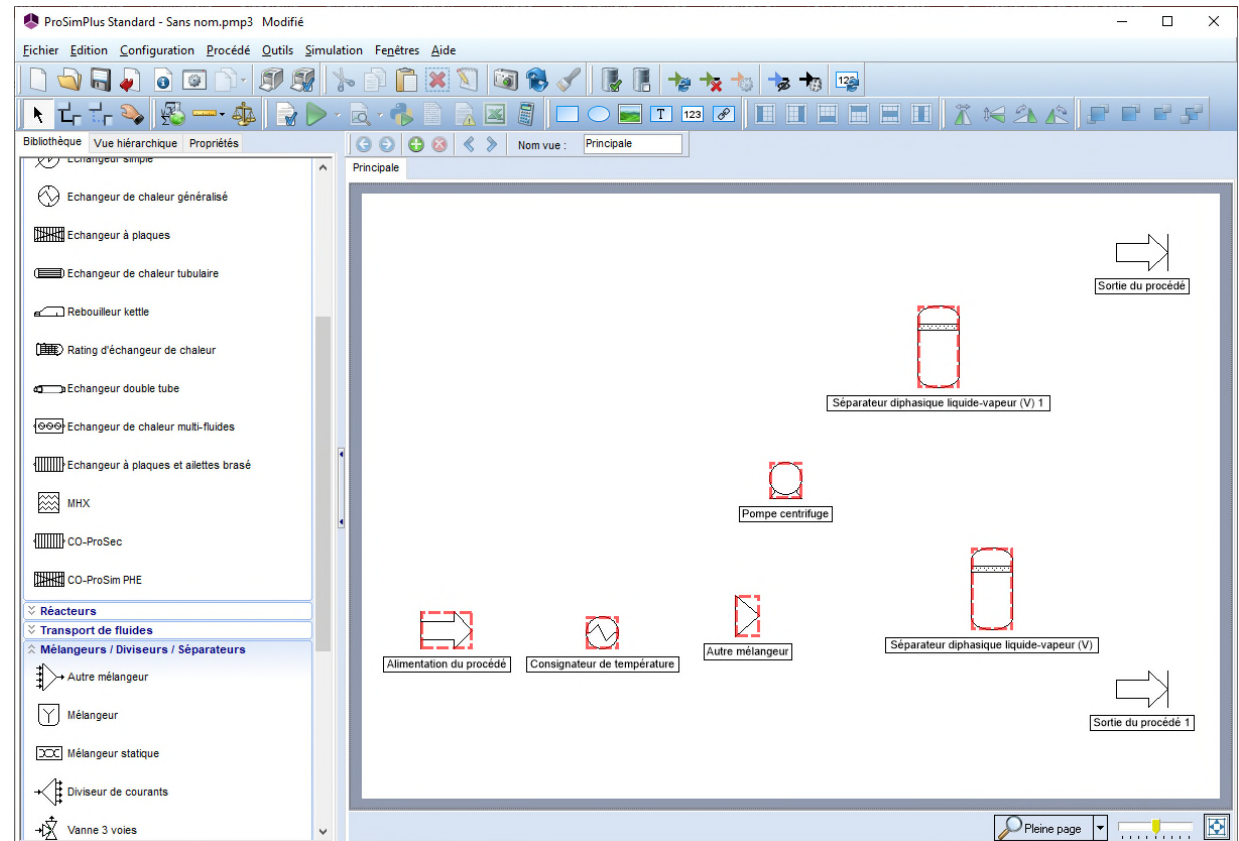 ProSimPlus Standard - Sans nom.pmp3 Modifié
Fichier Edition Configuration Procédé Outils Simulation Fenêtres Aide
Bibliothèque Vue hiérarchique Propriétés
Nom vue : Principale
Principale
Echangeur simple
Echangeur de chaleur généralisé
Echangeur à plaques
Echangeur de chaleur tubulaire
Rebouilleur kettle
Rating d'échangeur de chaleur
Echangeur double tube
Echangeur de chaleur multi-fluides
Echangeur à plaques et ailettes brasé
MHX
CO-ProSec
CO-ProSim PHE
Réacteurs
Transport de fluides
Mélangeurs / Diviseurs / Séparateurs
Autre mélangeur
Mélangeur
Mélangeur statique
Diviseur de courants
Vanne 3 voies
Sortie du procédé
Séparateur diphasique liquide-vapeur (V) 1
Pompe centrifuge
Alimentation du procédé
Consignateur de température
Autre mélangeur
Séparateur diphasique liquide-vapeur (V)
Sortie du procédé 1
Pleine page